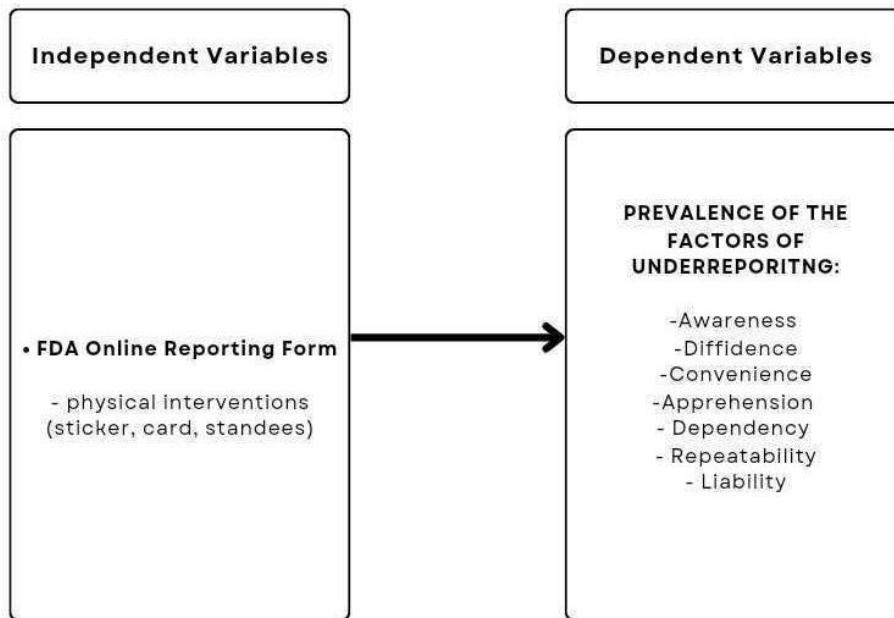 Independent Variables
Dependent Variables
• FDA Online Reporting Form
- physical interventions
(sticker, card, standees)
PREVALENCE OF THE
FACTORS OF
UNDERREPORITNG:
-Awareness
-Diffidence
-Convenience
-Apprehension
- Dependency
- Repeatability
- Liability